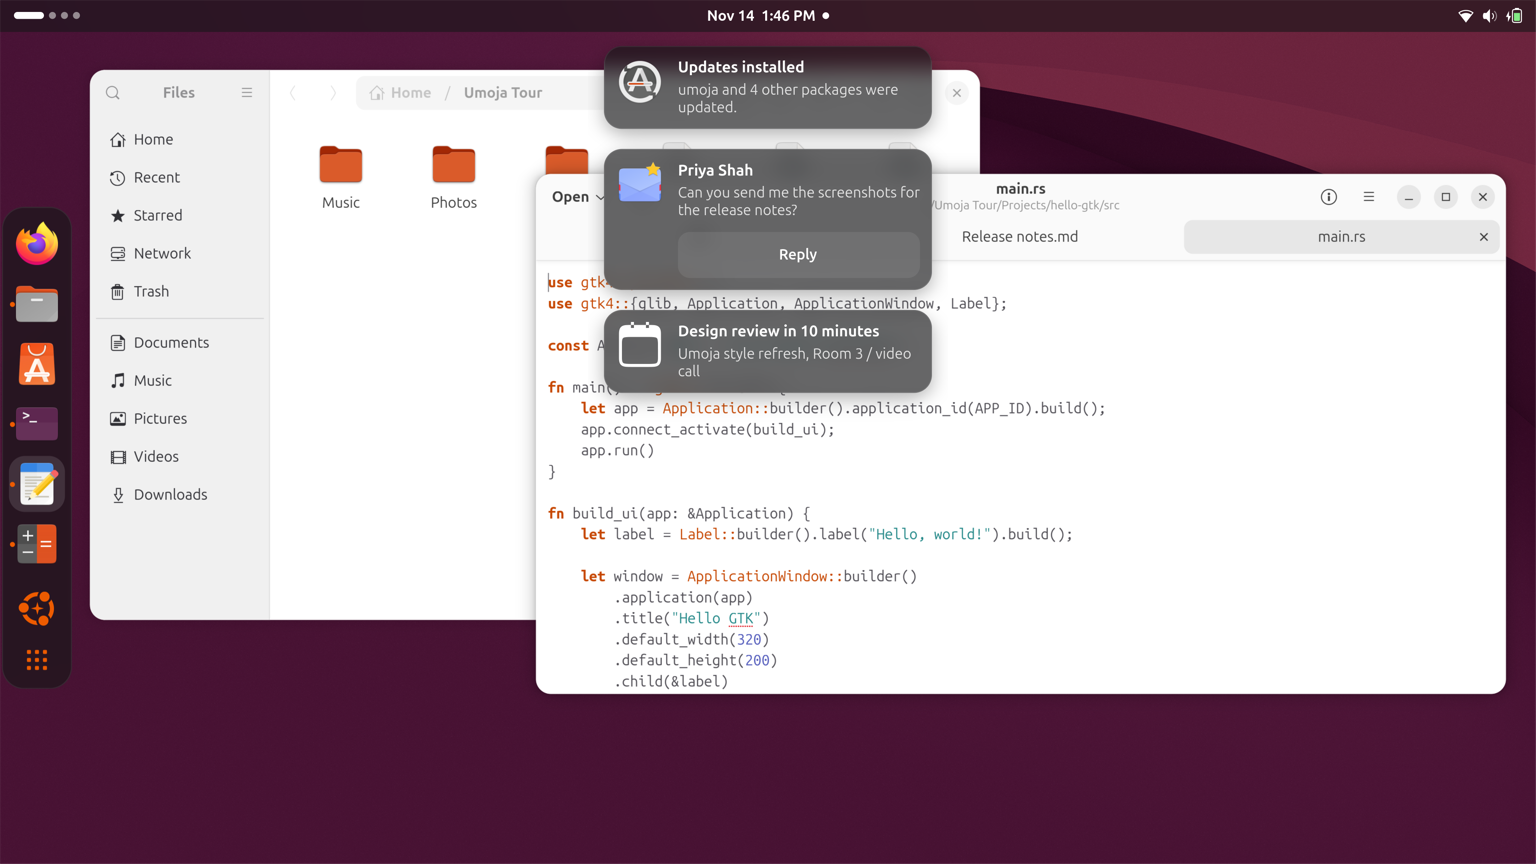 Nov 14 1:46 PM
Files
Home
Recent
Starred
Network
Trash
Documents
Music
Pictures
Videos
Downloads
Home / Umoja Tour
Music
Photos
Updates installed
umoja and 4 other packages were
updated.
Priya Shah
Can you send me the screenshots for
the release notes?
Reply
Design review in 10 minutes
Umoja style refresh, Room 3 / video
call
Open
main.rs
/Umoja Tour/Projects/hello-gtk/src
Release notes.md
main.rs
use gtk
use gtk4::{glib, Application, ApplicationWindow, Label};
const A
fn main(
    let app = Application::builder().application_id(APP_ID).build();
    app.connect_activate(build_ui);
    app.run()
}
fn build_ui(app: &Application) {
    let label = Label::builder().label("Hello, world!").build();
    let window = ApplicationWindow::builder()
        .application(app)
        .title("Hello GTK")
        .default_width(320)
        .default_height(200)
        .child(&label)